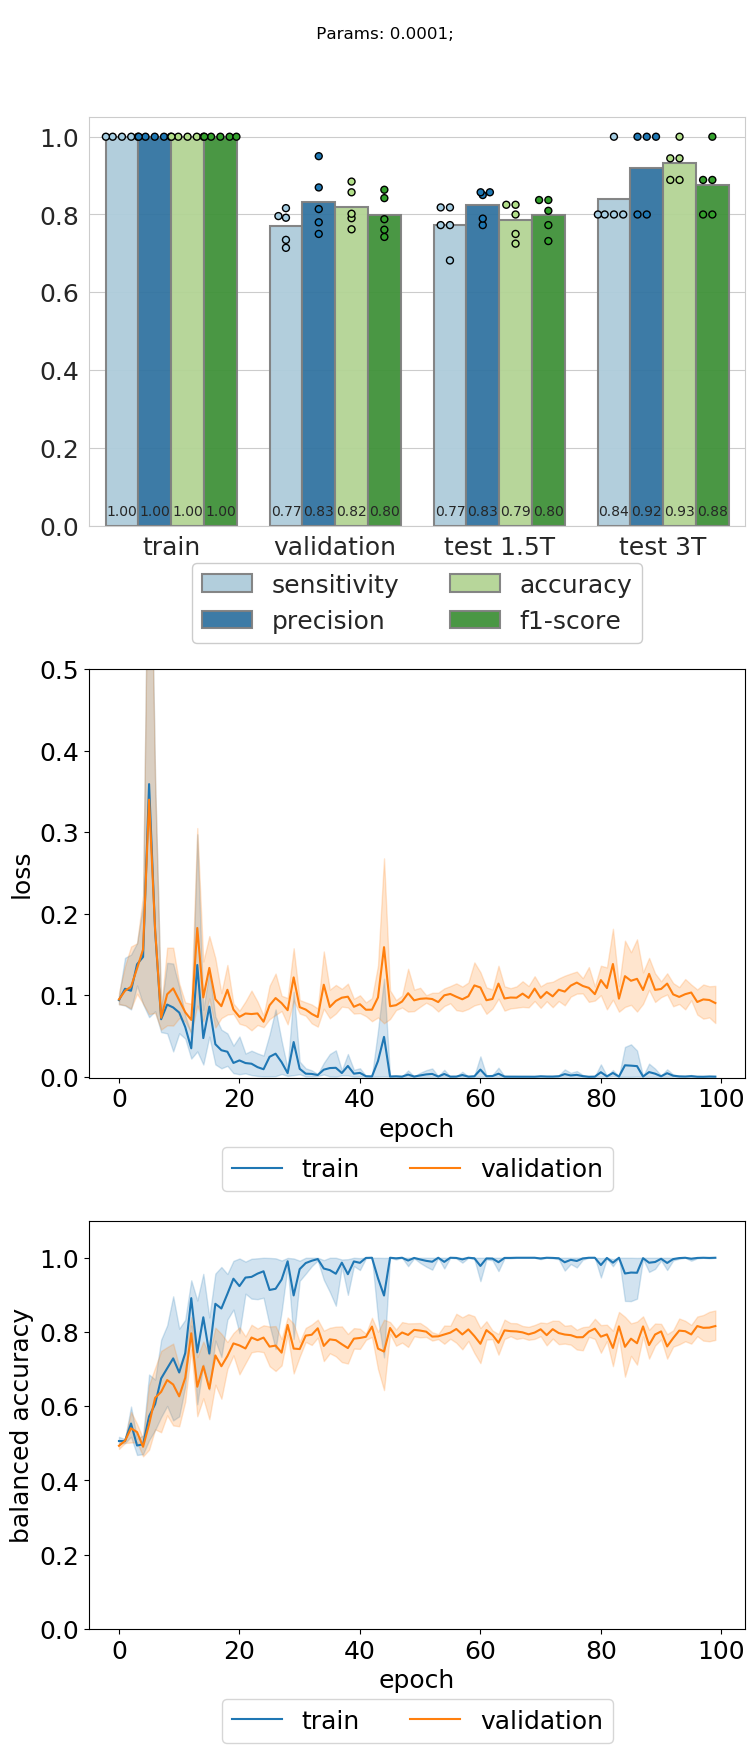 Params: 0.0001;
1.0
0.8
0.6
0.4
0.2
0.0
1.00 1.00 1.00 1.00 0.77 0.83 0.82 0.80 0.77 0.83 0.79 0.80 0.84 0.92 0.93 0.88
train validation test 1.5T test 3T
sensitivity accuracy
precision f1-score
0.5
0.4
0.3
0.2
0.1
0.0
loss
0 20 40 60 80 100
epoch
train validation
1.0
0.8
0.6
0.4
0.2
0.0
balanced accuracy
0 20 40 60 80 100
epoch
train validation